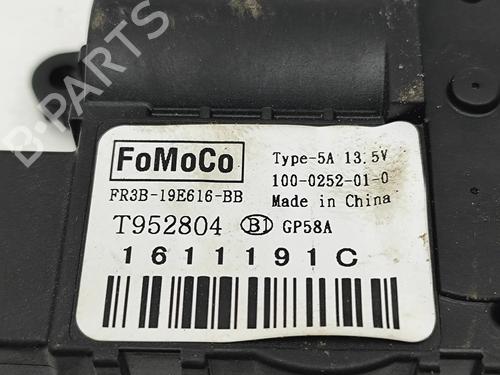 FoMoCo
Type-5A 13.5V
FR3B-19E616-BB
100-0252-01-0
Made in China
T952804 B1 GP58A
1611191C
B-PARTS